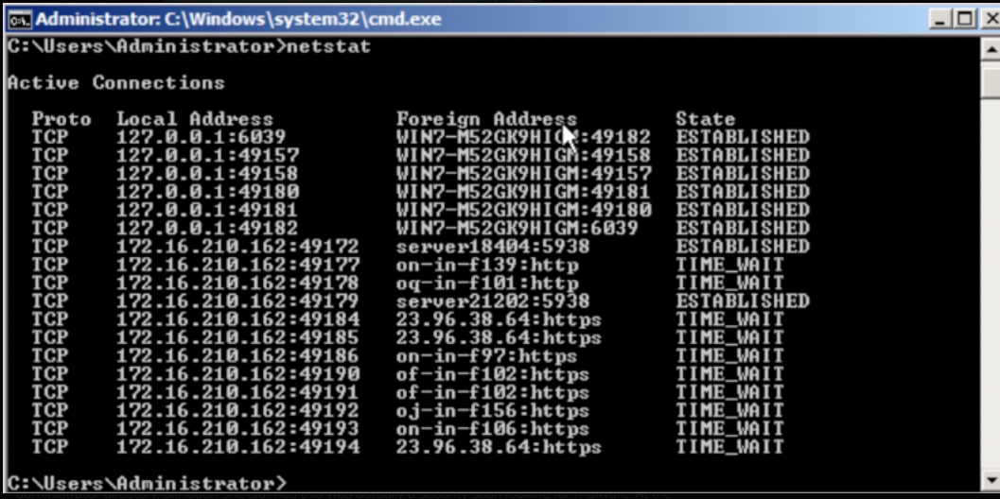 Administrator: C:\Windows\system32\cmd.exe
C:\Users\Administrator>netstat
Active Connections
Proto Local Address Foreign Address State
TCP 127.0.0.1:6039 WIN7-M52GK9HIGM:49182 ESTABLISHED
TCP 127.0.0.1:49157 WIN7-M52GK9HIGM:49158 ESTABLISHED
TCP 127.0.0.1:49158 WIN7-M52GK9HIGM:49157 ESTABLISHED
TCP 127.0.0.1:49180 WIN7-M52GK9HIGM:49181 ESTABLISHED
TCP 127.0.0.1:49181 WIN7-M52GK9HIGM:49180 ESTABLISHED
TCP 127.0.0.1:49182 WIN7-M52GK9HIGM:6039 ESTABLISHED
TCP 172.16.210.162:49172 server18404:5938 ESTABLISHED
TCP 172.16.210.162:49177 on-in-f139:http TIME_WAIT
TCP 172.16.210.162:49178 oq-in-f101:http TIME_WAIT
TCP 172.16.210.162:49179 server21202:5938 ESTABLISHED
TCP 172.16.210.162:49184 23.96.38.64:https TIME_WAIT
TCP 172.16.210.162:49185 23.96.38.64:https TIME_WAIT
TCP 172.16.210.162:49186 on-in-f97:https TIME_WAIT
TCP 172.16.210.162:49190 of-in-f102:https TIME_WAIT
TCP 172.16.210.162:49191 of-in-f102:https TIME_WAIT
TCP 172.16.210.162:49192 oj-in-f156:https TIME_WAIT
TCP 172.16.210.162:49193 on-in-f106:https TIME_WAIT
TCP 172.16.210.162:49194 23.96.38.64:https TIME_WAIT
C:\Users\Administrator>